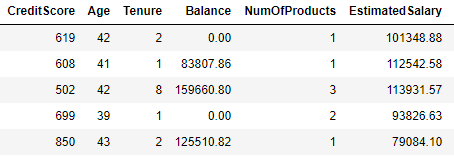 CreditScore Age Tenure Balance NumOfProducts EstimatedSalary
619 42 2 0.00 1 101348.88
608 41 1 83807.86 1 112542.58
502 42 8 159660.80 3 113931.57
699 39 1 0.00 2 93826.63
850 43 2 125510.82 1 79084.10